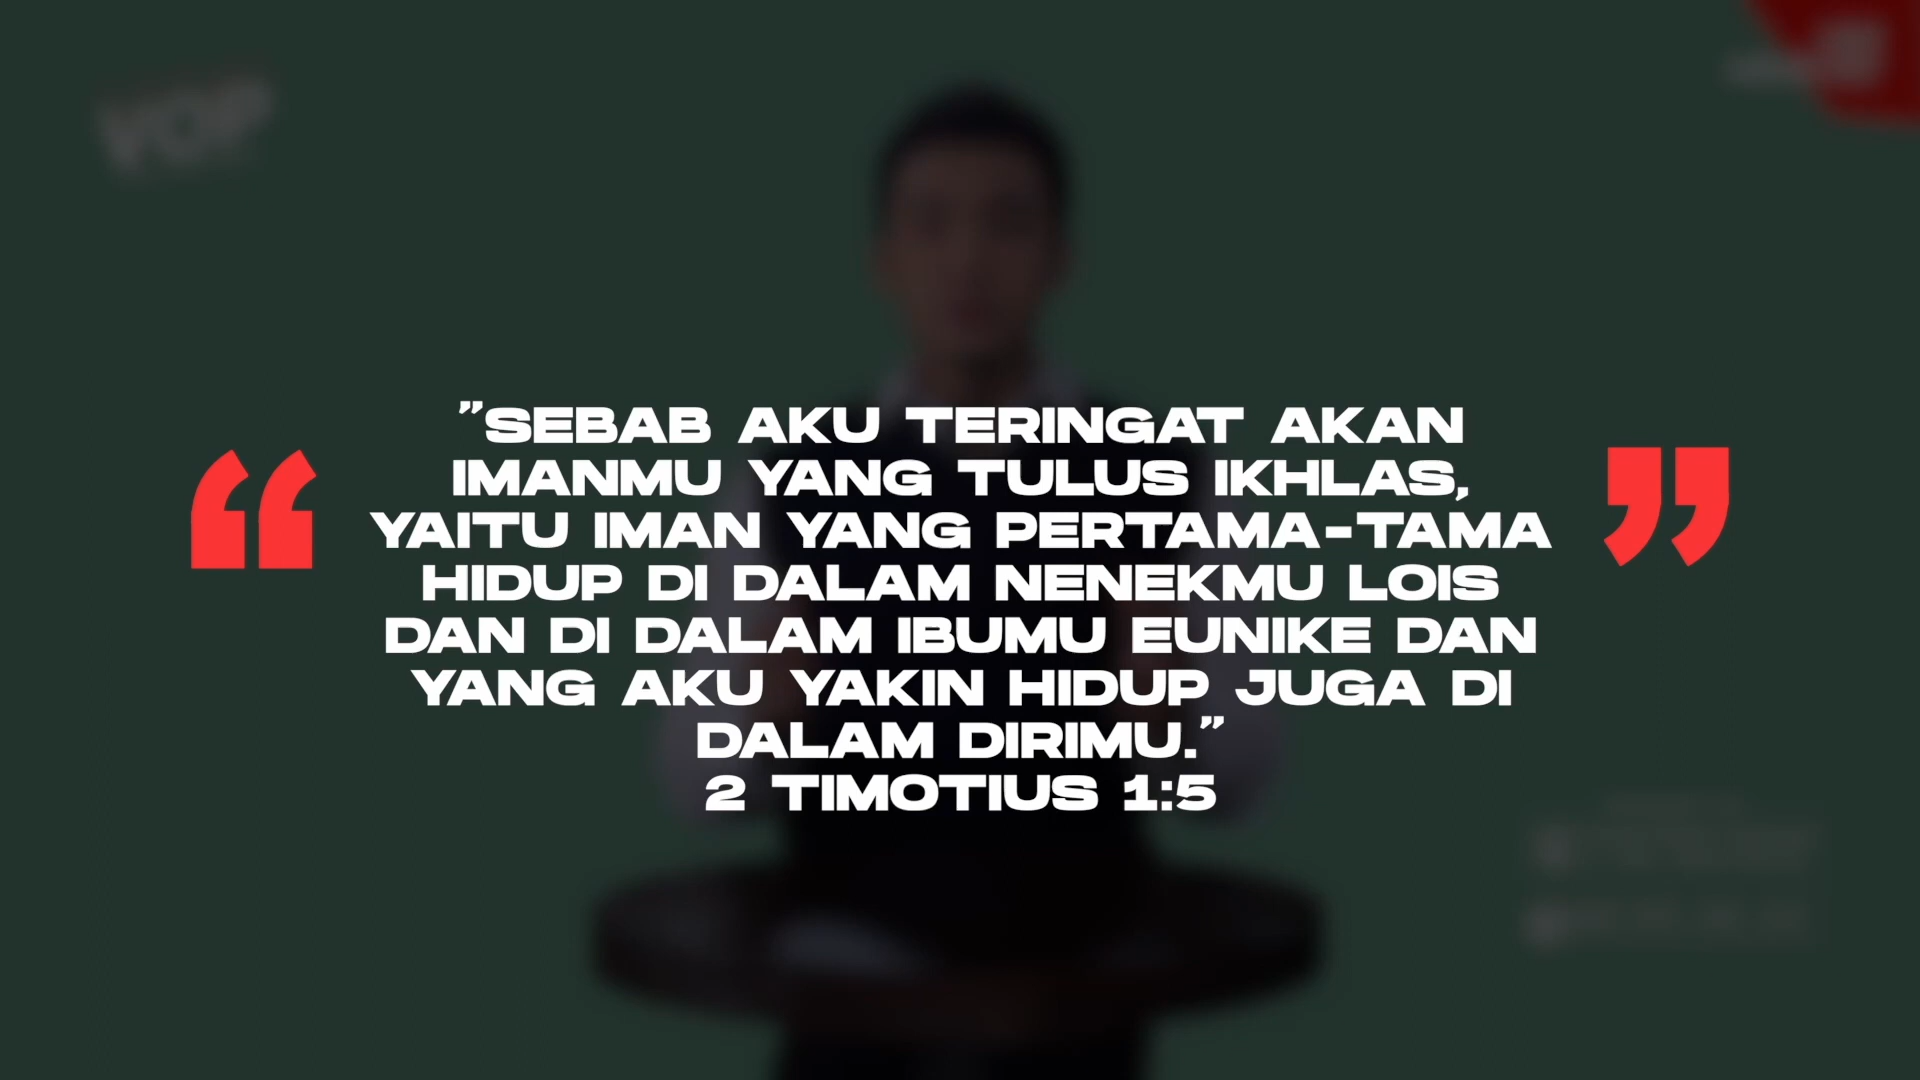 VOP
"SEBAB AKU TERINGAT AKAN
IMANMU YANG TULUS IKHLAS,
YAITU IMAN YANG PERTAMA-TAMA
HIDUP DI DALAM NENEKMU LOIS
DAN DI DALAM IBUMU EUNIKE DAN
YANG AKU YAKIN HIDUP JUGA DI
DALAM DIRIMU."
2 TIMOTIUS 1:5